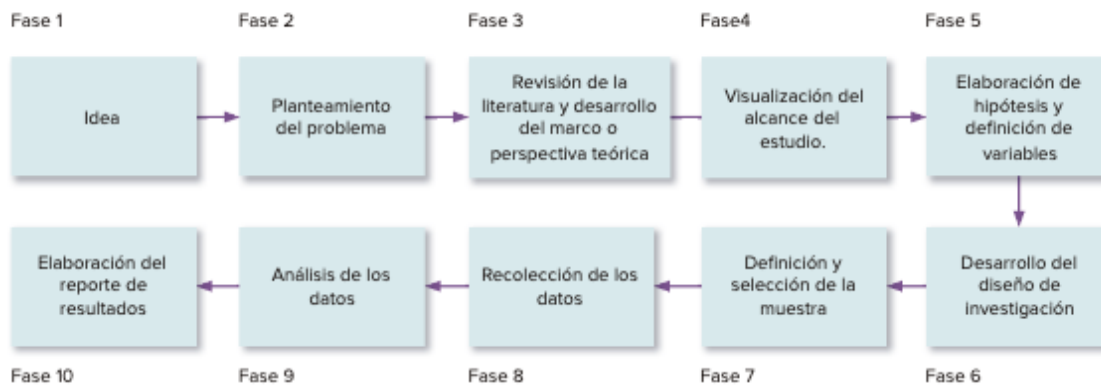 Fase 1
Fase 2
Fase 3
Fase4
Fase 5
Idea
Planteamiento
del problema
Revisión de la
literatura y desarrollo
del marco o
perspectiva teórica
Visualización del
alcance del
estudio.
Elaboración de
hipótesis y
definición de
variables
Desarrollo del
diseño de
investigación
Definición y
selección de la
muestra
Recolección de los
datos
Análisis de los
datos
Elaboración del
reporte de
resultados
Fase 10
Fase 9
Fase 8
Fase 7
Fase 6